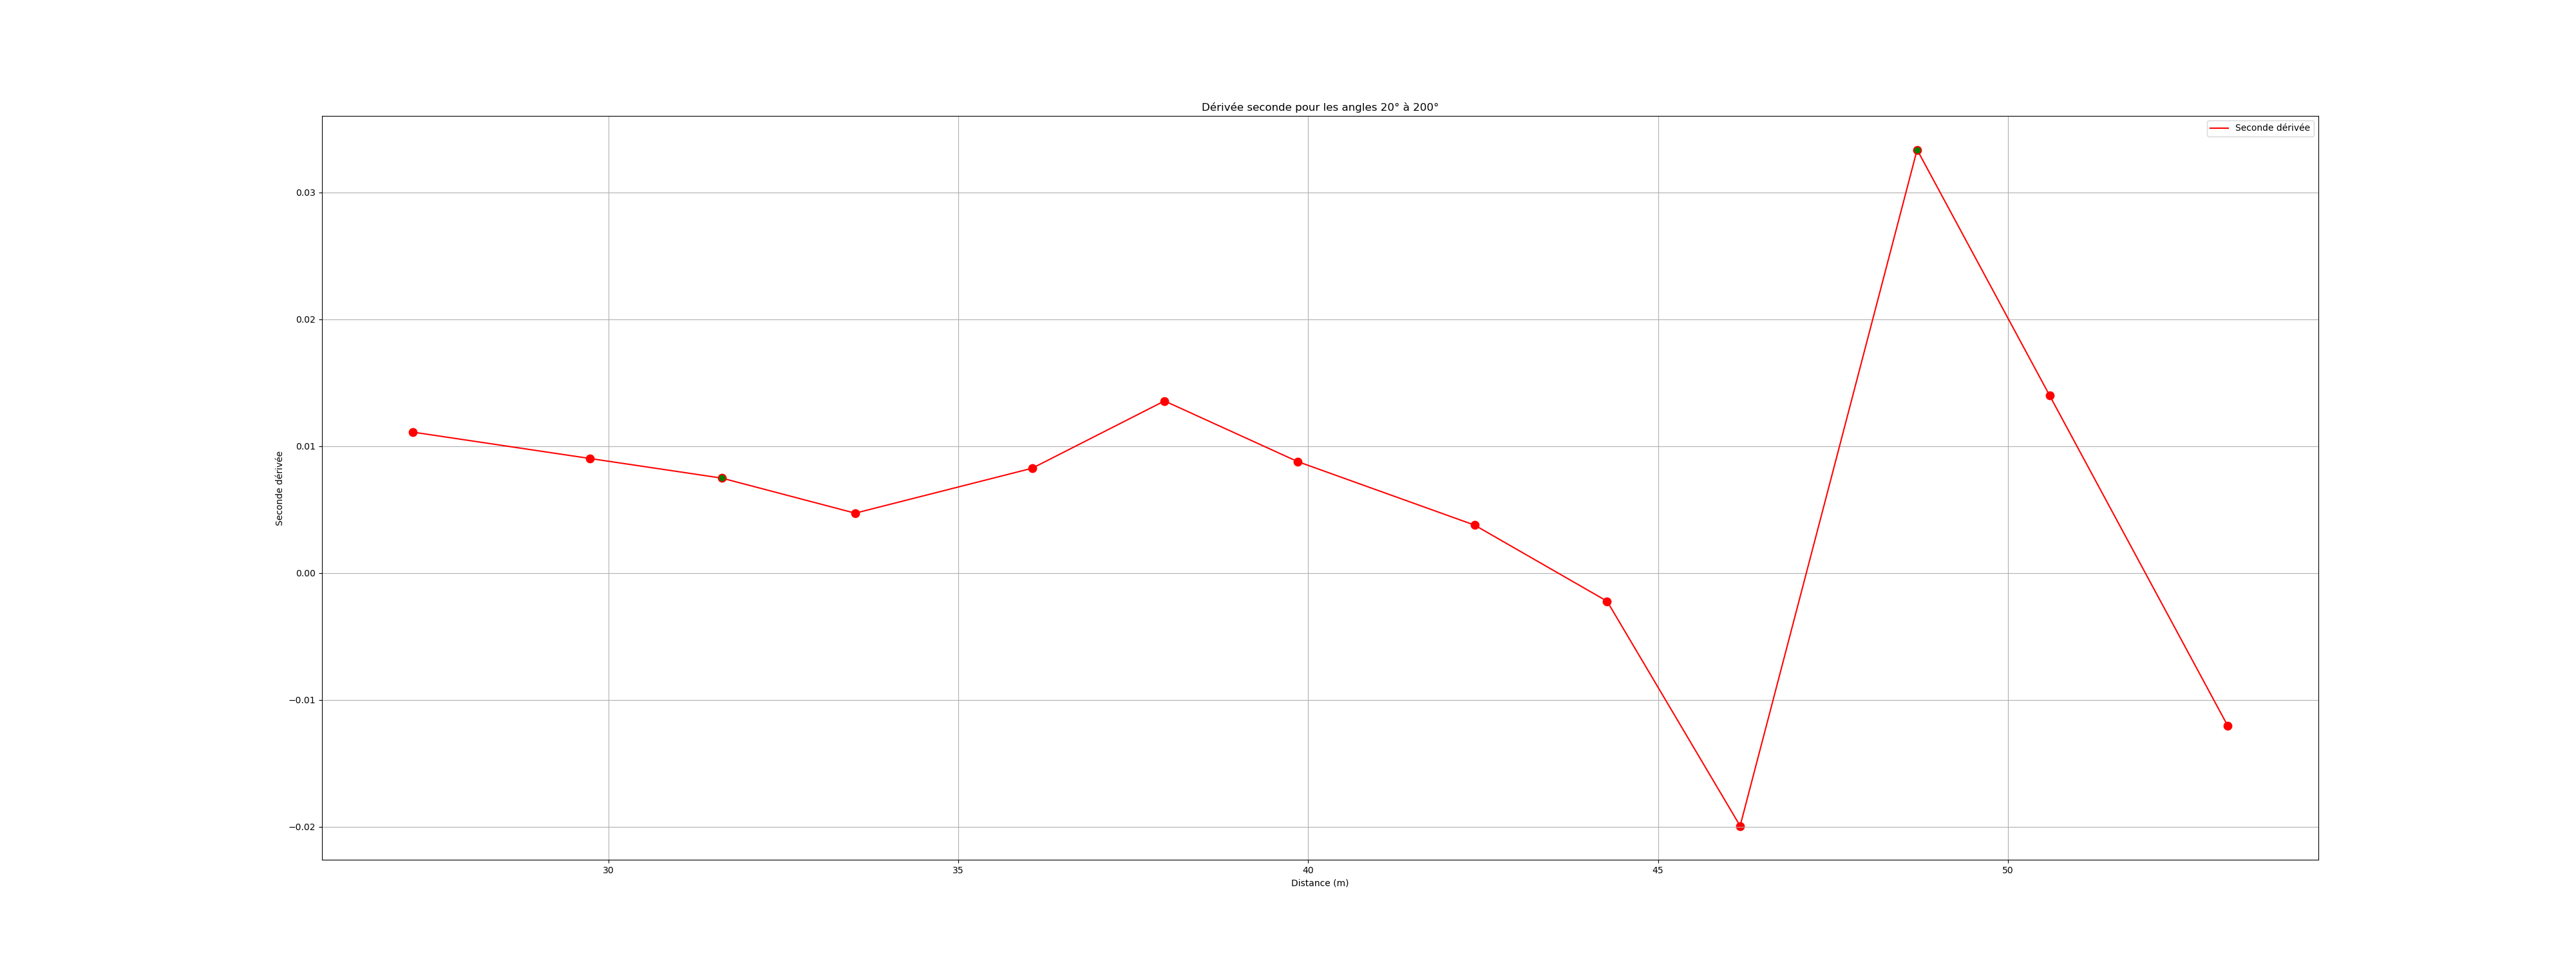 Dérivée seconde pour les angles 20° à 200°
Seconde dérivée
0.03
0.02
0.01
0.00
−0.01
−0.02
Seconde dérivée
30
35
40
45
50
Distance (m)